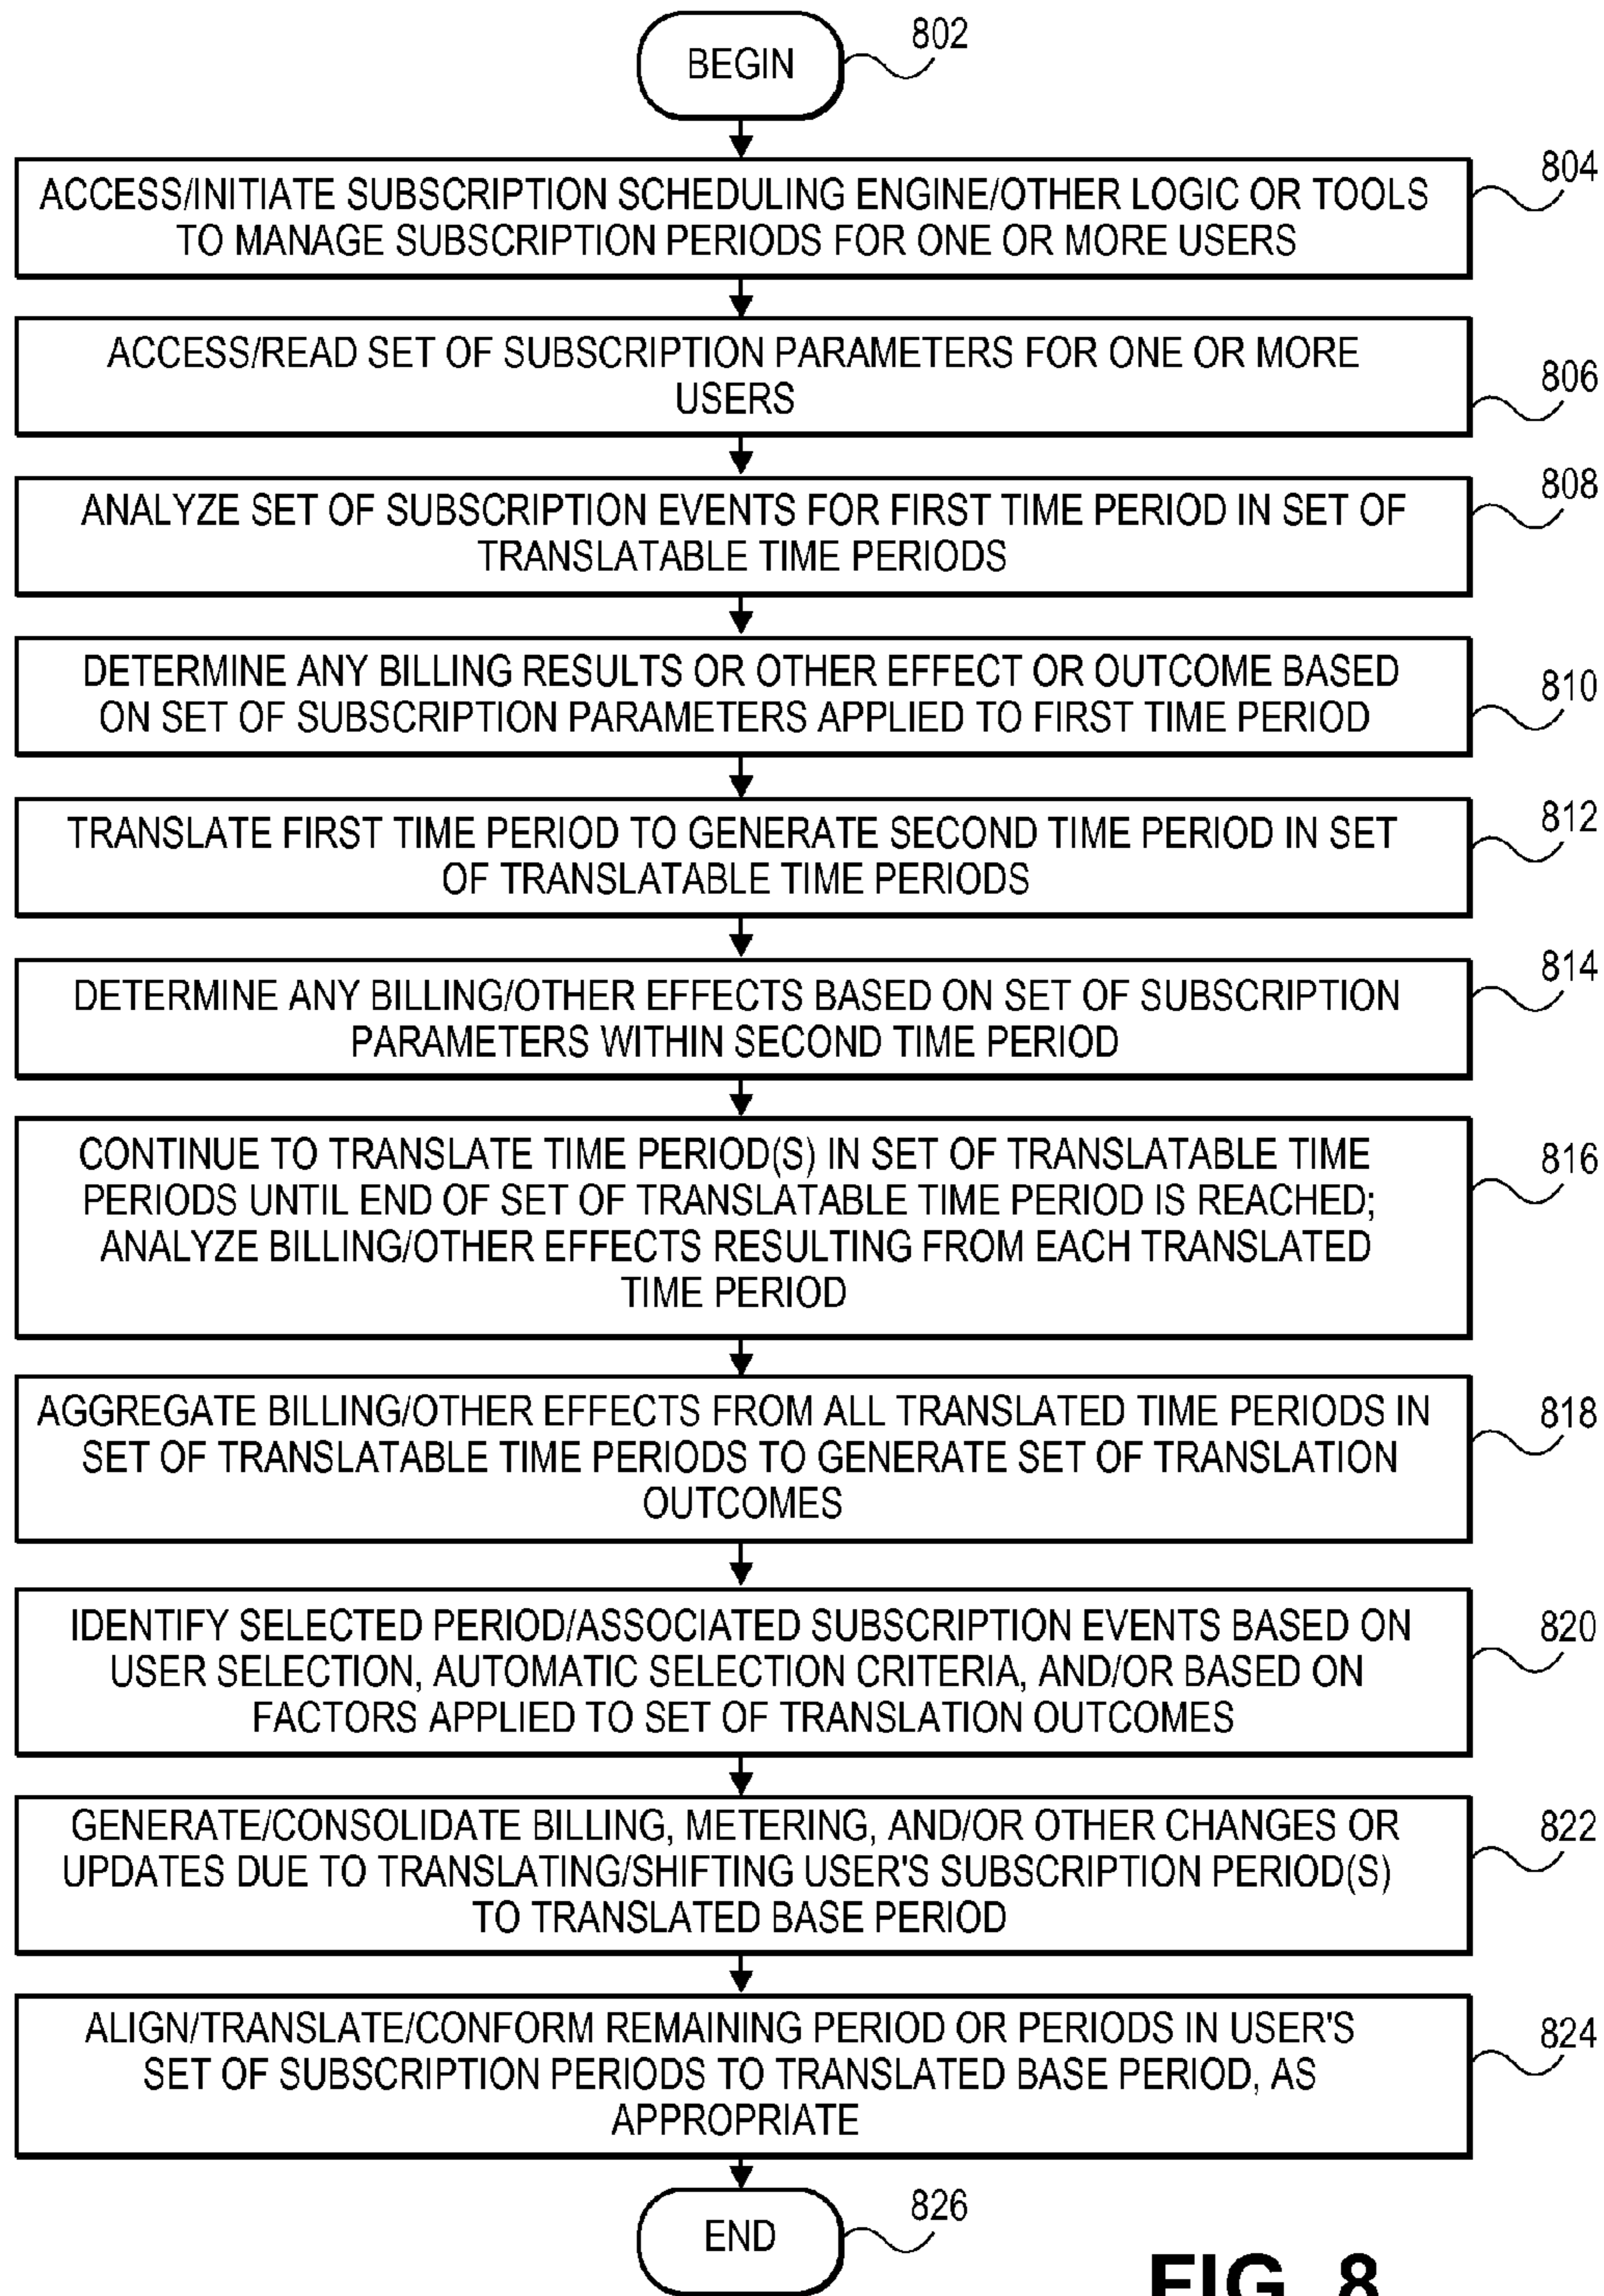 BEGIN
802
ACCESS/INITIATE SUBSCRIPTION SCHEDULING ENGINE/OTHER LOGIC OR TOOLS
TO MANAGE SUBSCRIPTION PERIODS FOR ONE OR MORE USERS
804
ACCESS/READ SET OF SUBSCRIPTION PARAMETERS FOR ONE OR MORE
USERS
806
ANALYZE SET OF SUBSCRIPTION EVENTS FOR FIRST TIME PERIOD IN SET OF
TRANSLATABLE TIME PERIODS
808
DETERMINE ANY BILLING RESULTS OR OTHER EFFECT OR OUTCOME BASED
ON SET OF SUBSCRIPTION PARAMETERS APPLIED TO FIRST TIME PERIOD
810
TRANSLATE FIRST TIME PERIOD TO GENERATE SECOND TIME PERIOD IN SET
OF TRANSLATABLE TIME PERIODS
812
DETERMINE ANY BILLING/OTHER EFFECTS BASED ON SET OF SUBSCRIPTION
PARAMETERS WITHIN SECOND TIME PERIOD
814
CONTINUE TO TRANSLATE TIME PERIOD(S) IN SET OF TRANSLATABLE TIME
PERIODS UNTIL END OF SET OF TRANSLATABLE TIME PERIOD IS REACHED;
ANALYZE BILLING/OTHER EFFECTS RESULTING FROM EACH TRANSLATED
TIME PERIOD
816
AGGREGATE BILLING/OTHER EFFECTS FROM ALL TRANSLATED TIME PERIODS IN
SET OF TRANSLATABLE TIME PERIODS TO GENERATE SET OF TRANSLATION
OUTCOMES
818
IDENTIFY SELECTED PERIOD/ASSOCIATED SUBSCRIPTION EVENTS BASED ON
USER SELECTION, AUTOMATIC SELECTION CRITERIA, AND/OR BASED ON
FACTORS APPLIED TO SET OF TRANSLATION OUTCOMES
820
GENERATE/CONSOLIDATE BILLING, METERING, AND/OR OTHER CHANGES OR
UPDATES DUE TO TRANSLATING/SHIFTING USER'S SUBSCRIPTION PERIOD(S)
TO TRANSLATED BASE PERIOD
822
ALIGN/TRANSLATE/CONFORM REMAINING PERIOD OR PERIODS IN USER'S
SET OF SUBSCRIPTION PERIODS TO TRANSLATED BASE PERIOD, AS
APPROPRIATE
824
END
826
FIG. 8